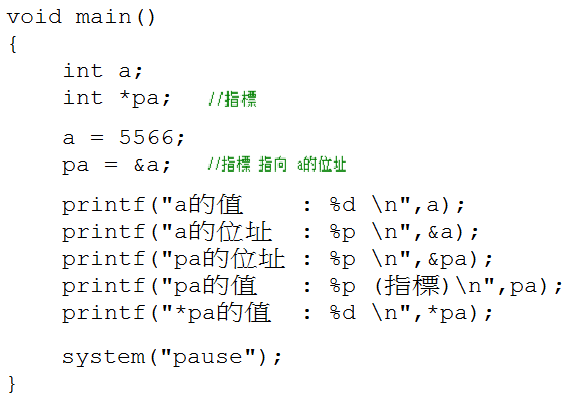 void main()
{
    int a;
    int *pa;   //指標
    a = 5566;
    pa = &a;   //指標 指向 a的位址
    printf("a的值    : %d \n",a);
    printf("a的位址  : %p \n",&a);
    printf("pa的位址 : %p \n",&pa);
    printf("pa的值   : %p (指標)\n",pa);
    printf("*pa的值  : %d \n",*pa);
    system("pause");
}